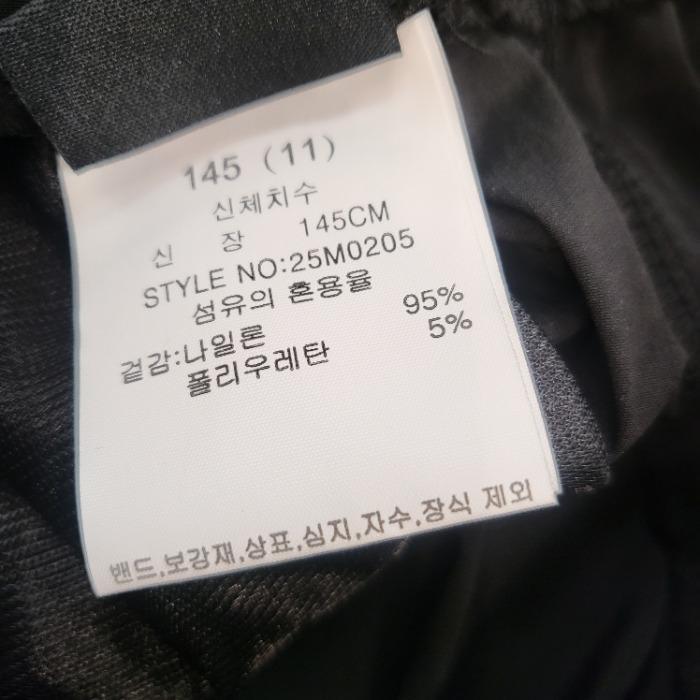 145 (11)
신체치수
신 장 145CM
STYLE NO:25M0205
섬유의 혼용율
겉감:나일론 95%
폴리우레탄 5%
밴드,보강재,상표,심지,자수,장식 제외